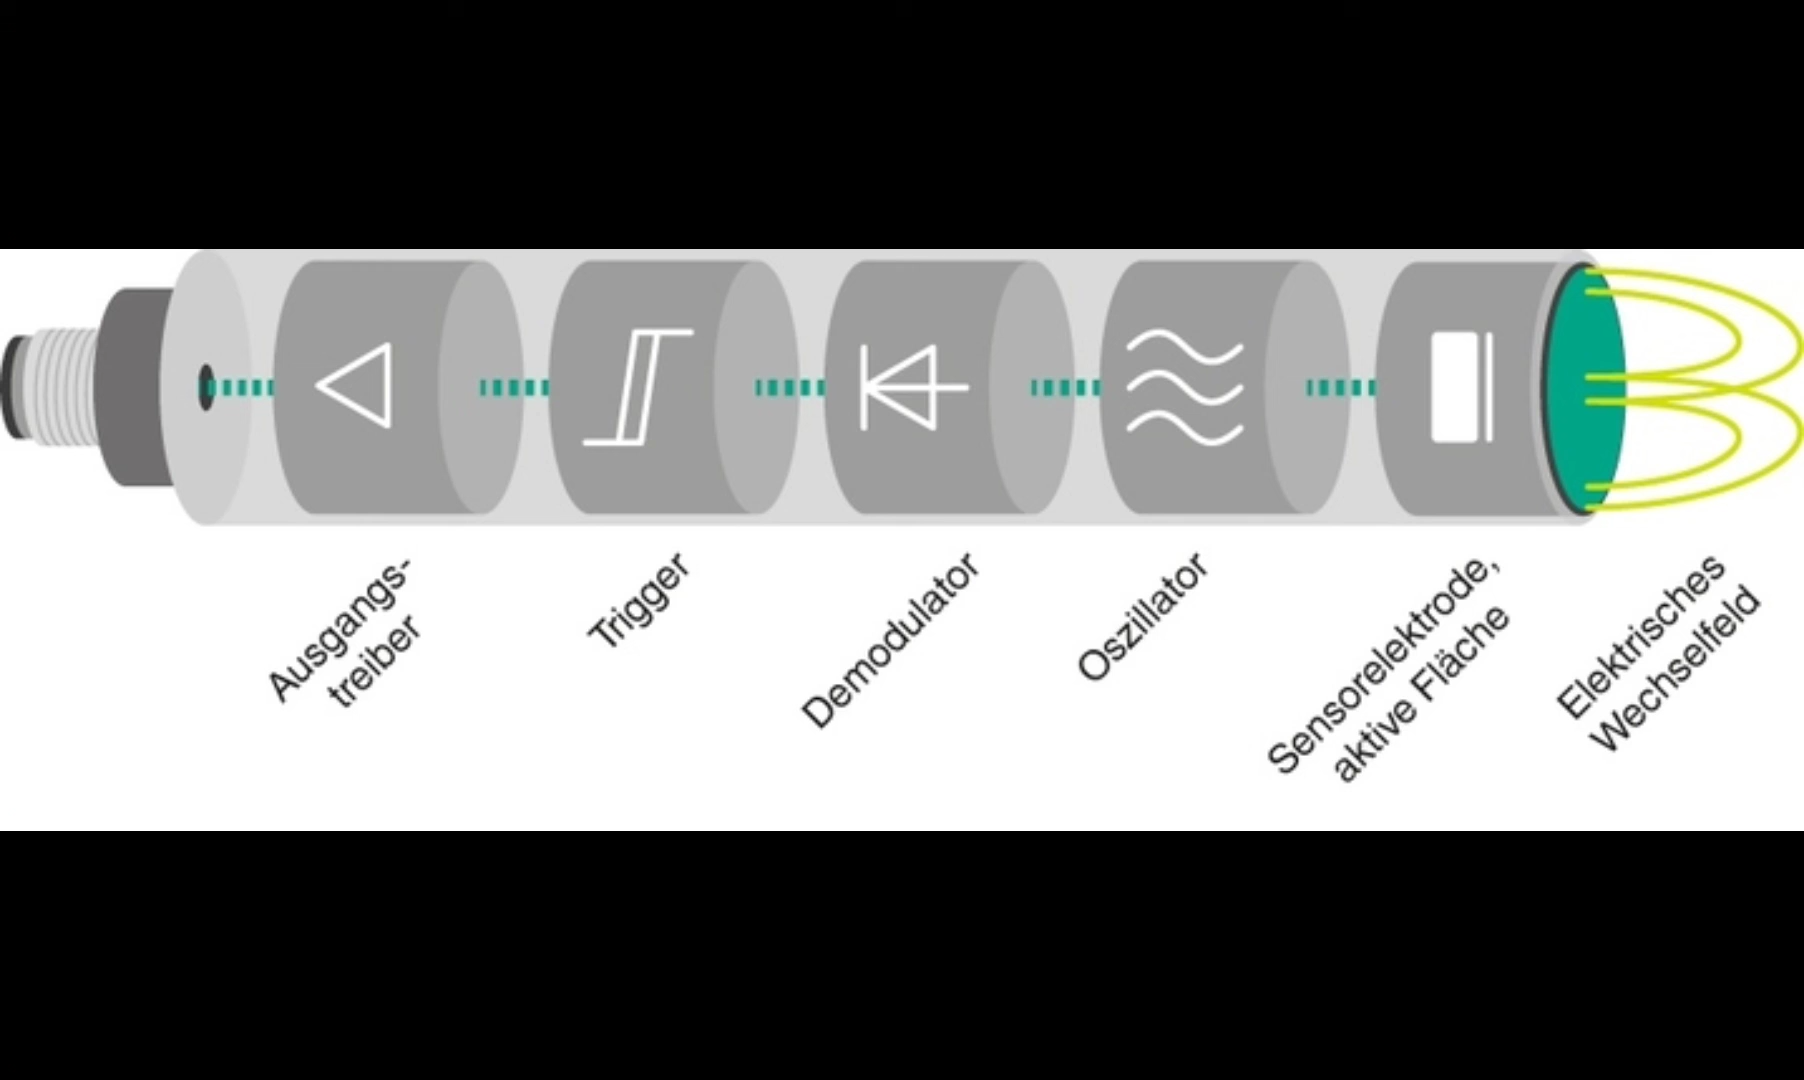 Ausgangs-
treiber
Trigger
Demodulator
Oszillator
Sensorelektrode,
aktive Fläche
Elektrisches
Wechselfeld